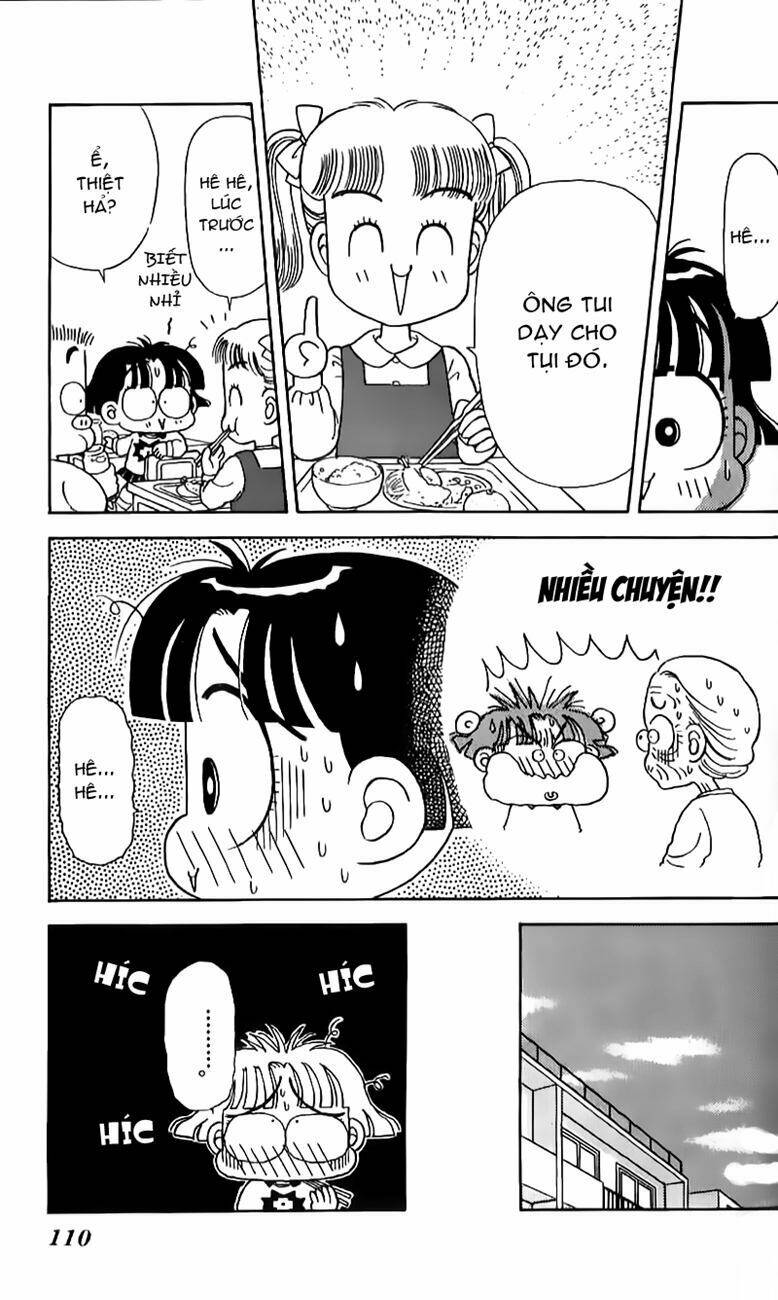 HÊ...
ÔNG TUI
DẠY CHO
TỤI ĐÓ.
HÊ HÊ,
LÚC
TRƯỚC
...
BIẾT
NHIỀU
NHỈ
Ể,
THIỆT
HẢ?
NHIỀU CHUYỆN!!
HÊ...
HÊ...
HÍC
HÍC
HÍC
110